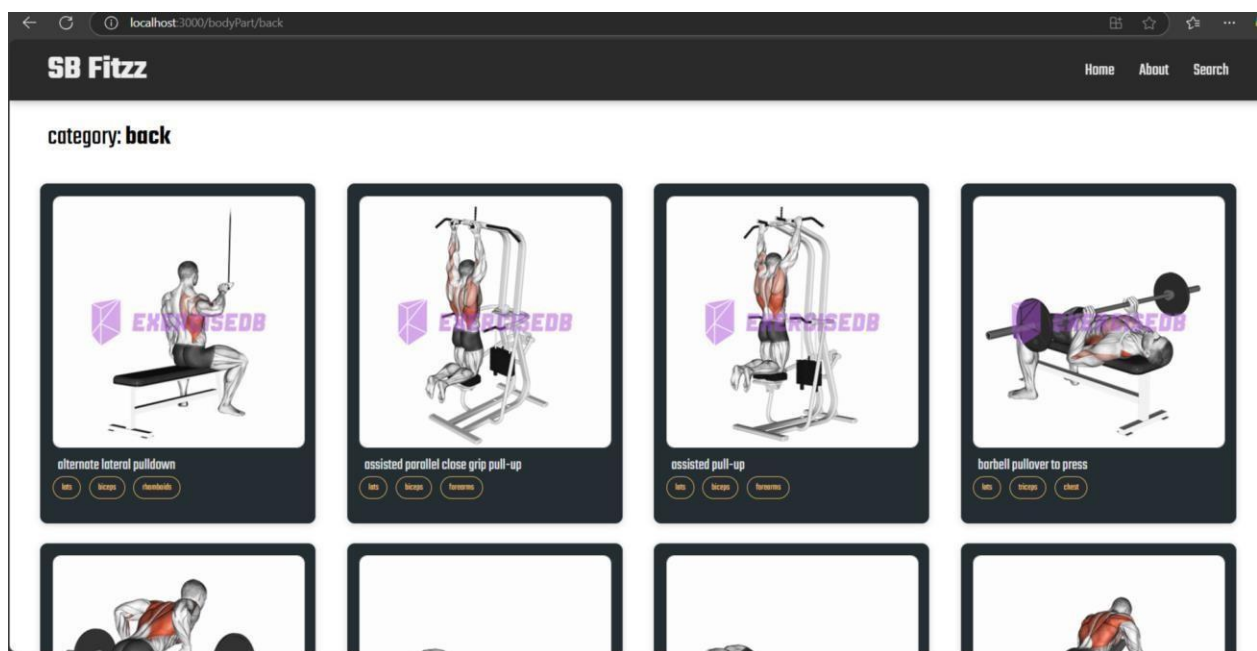 localhost:3000/bodyPart/back
SB Fitzz
Home About Search
category: back
EXERCISEDB EXERCISEDB EXERCISEDB EXERCISEDB
alternate lateral pulldown assisted parallel close grip pull-up assisted pull-up barbell pullover to press
lats biceps rhomboids lats biceps forearms lats biceps forearms lats triceps chest